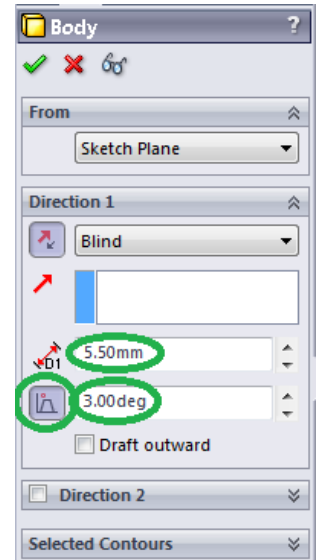 Body ?
From
Sketch Plane
Direction 1
Blind
D1 5.50mm
3.00deg
Draft outward
Direction 2
Selected Contours